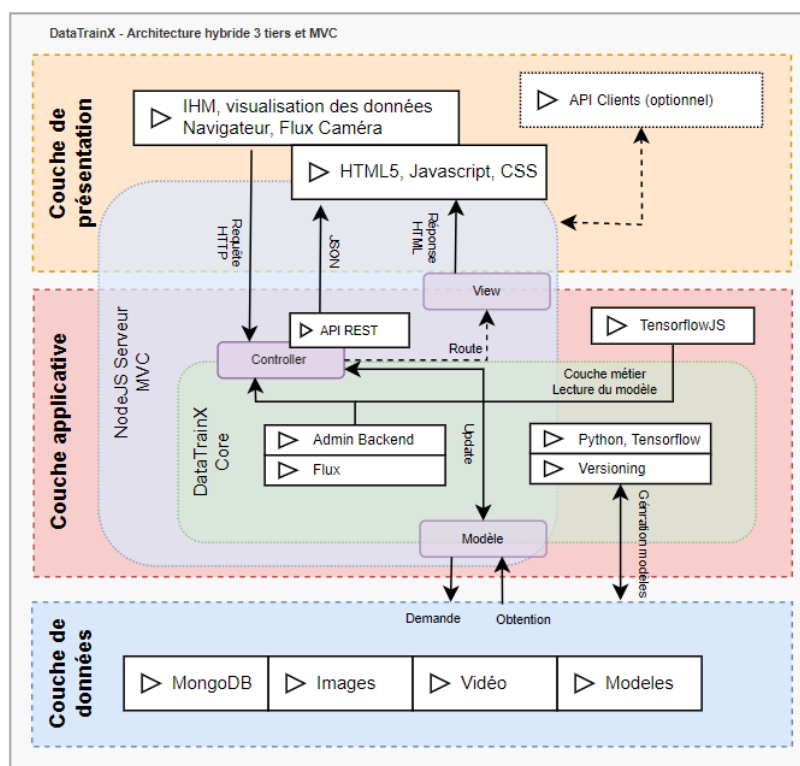 DataTrainX - Architecture hybride 3 tiers et MVC
Couche de
présentation
IHM, visualisation des données
Navigateur, Flux Caméra
API Clients (optionnel)
HTML5, Javascript, CSS
Requête
HTTP
JSON
Réponse
HTML
Couche applicative
NodeJS Serveur
MVC
View
API REST
TensorflowJS
Controller
Route
Couche métier
Lecture du modèle
DataTrainX
Core
Admin Backend
Flux
Update
Python, Tensorflow
Versioning
Modèle
Génration modèles
Demande
Obtention
Couche de
données
MongoDB
Images
Vidéo
Modeles